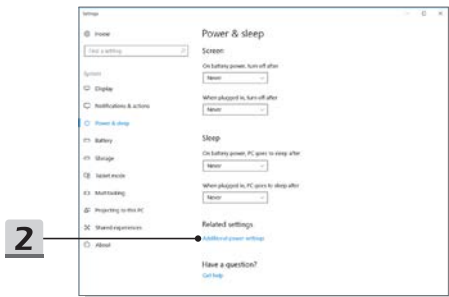 Settings
Home
Find a setting
System
Display
Notifications & actions
Power & sleep
Battery
Storage
Tablet mode
Multitasking
Projecting to this PC
Shared experiences
About
Power & sleep
Screen
On battery power, turn off after
Never
When plugged in, turn off after
Never
Sleep
On battery power, PC goes to sleep after
Never
When plugged in, PC goes to sleep after
Never
Related settings
Additional power settings
Have a question?
Get help
2